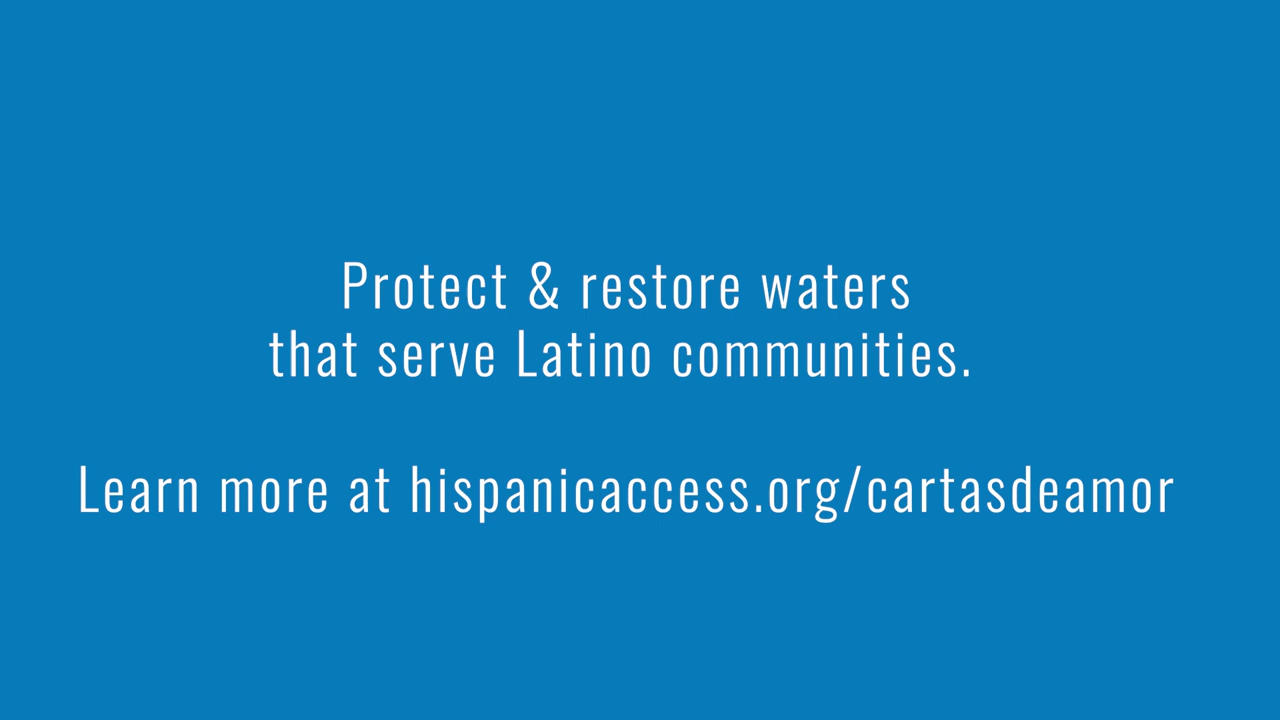 Protect & restore waters
that serve Latino communities.
Learn more at hispanicaccess.org/cartasdeamor